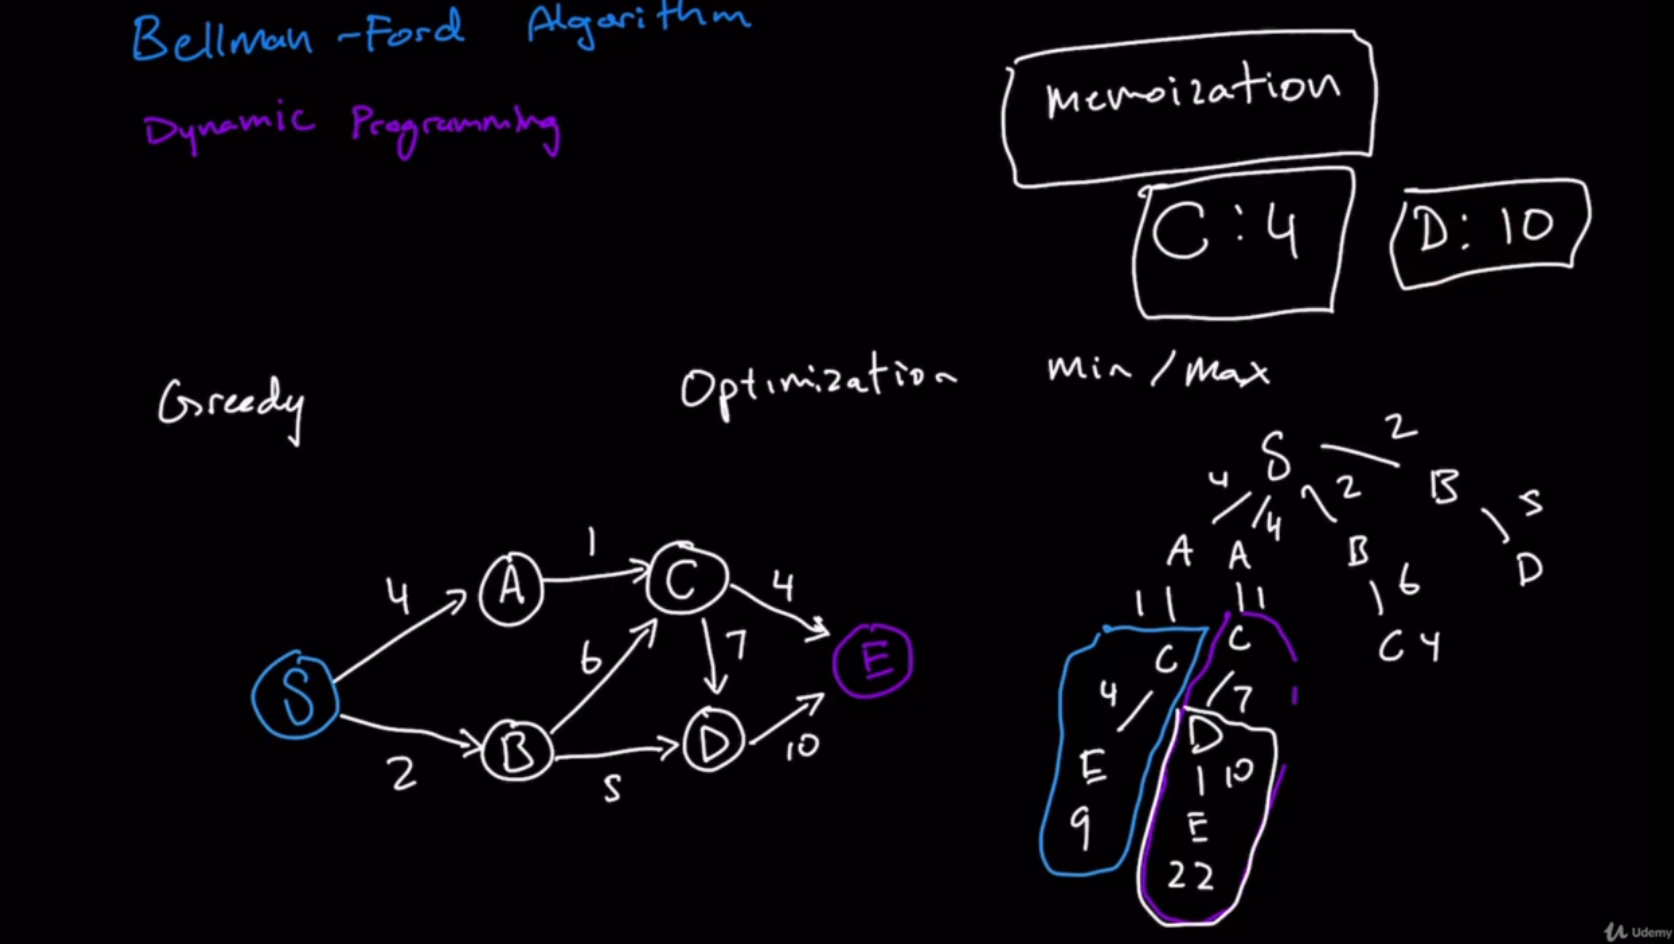 Bellman-Ford Algorithm
Dynamic Programming
Memoization
C:4
D: 10
Greedy
Optimization min/max
4
1
4
S
A
C
E
6
7
2
B
5
D
10
S 2
4 4 2 B 5
A A B D
1 1 6
C C C 4
4 7
E D
9 10
E
22
Udemy